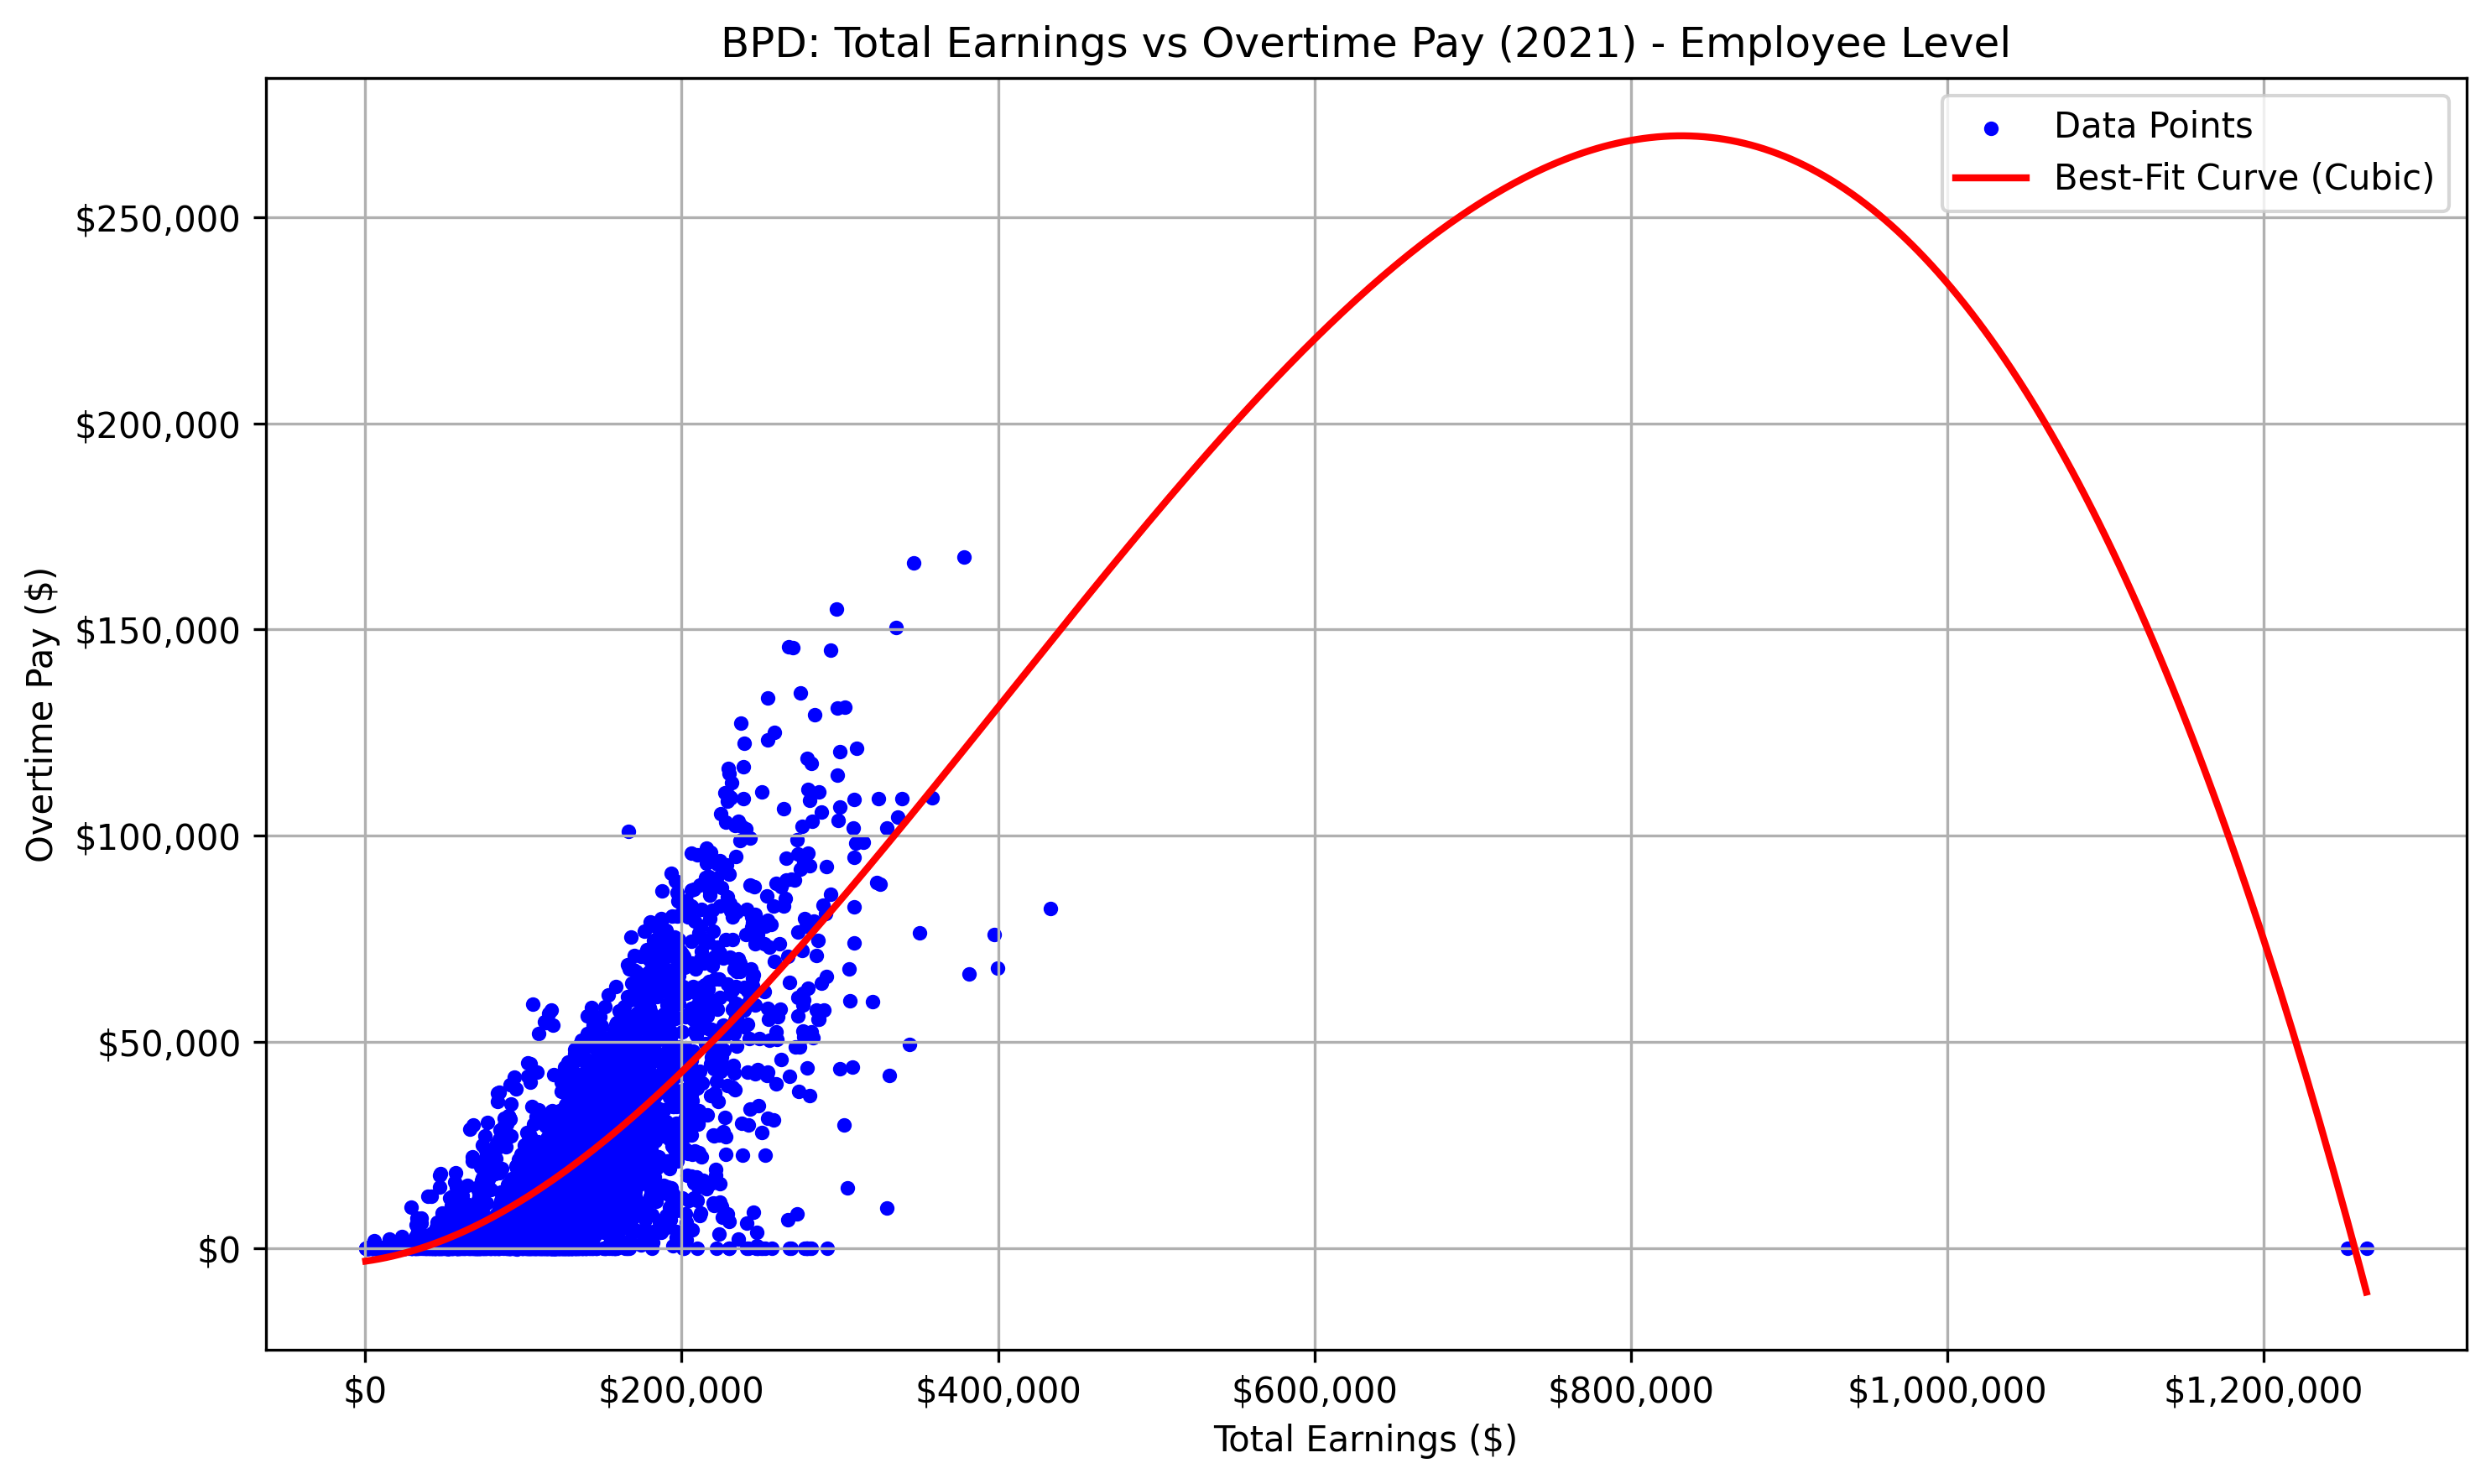 BPD: Total Earnings vs Overtime Pay (2021) - Employee Level
Data Points
Best-Fit Curve (Cubic)
Overtime Pay ($)
$250,000
$200,000
$150,000
$100,000
$50,000
$0
$0
$200,000
$400,000
$600,000
$800,000
$1,000,000
$1,200,000
Total Earnings ($)